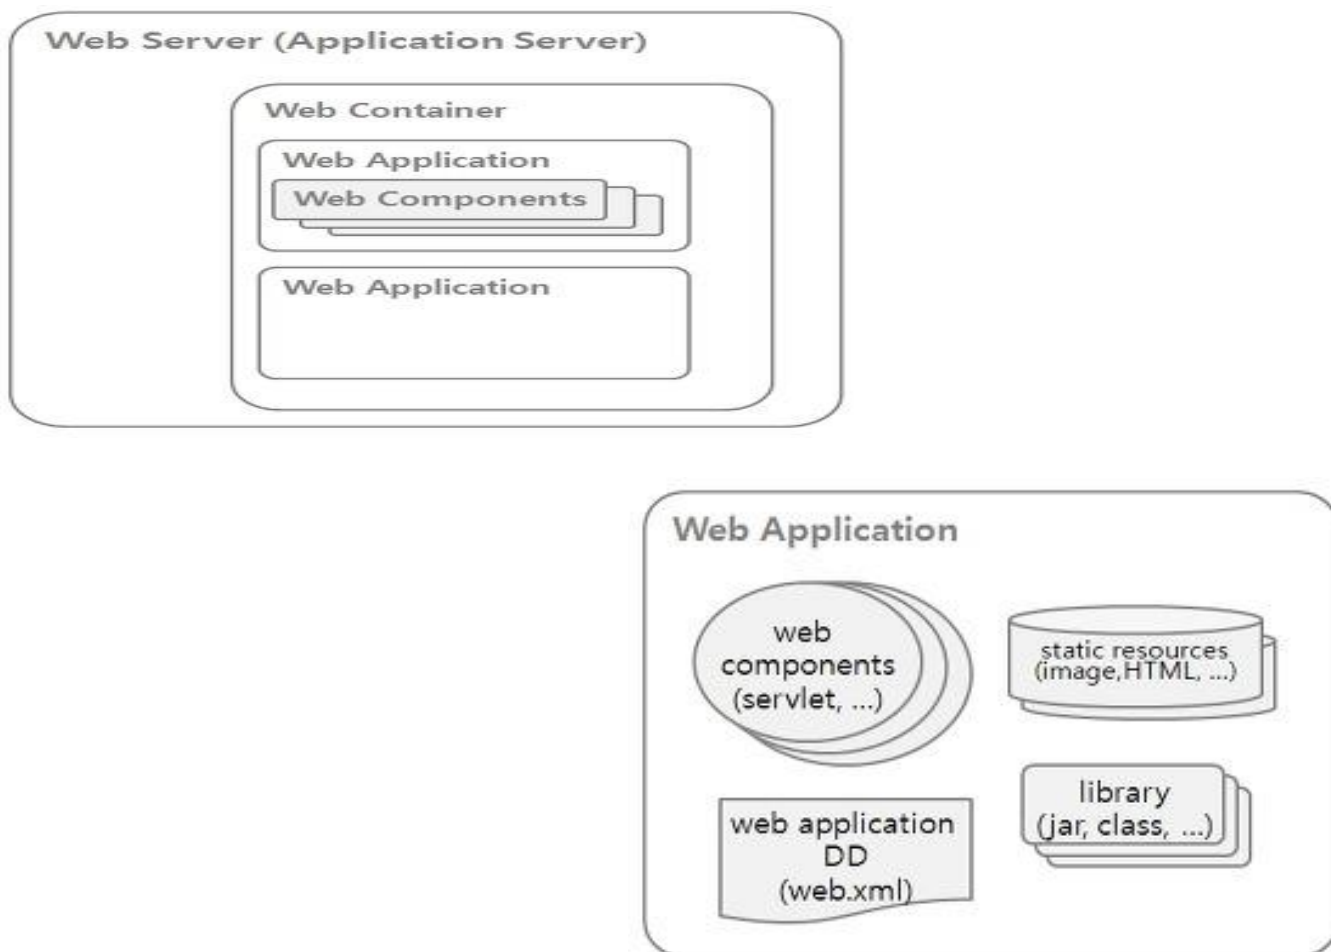 Web Server (Application Server)
Web Container
Web Application
Web Components
Web Application
Web Application
web
components
(servlet, ...)
static resources
(image,HTML, ...)
web application
DD
(web.xml)
library
(jar, class, ...)